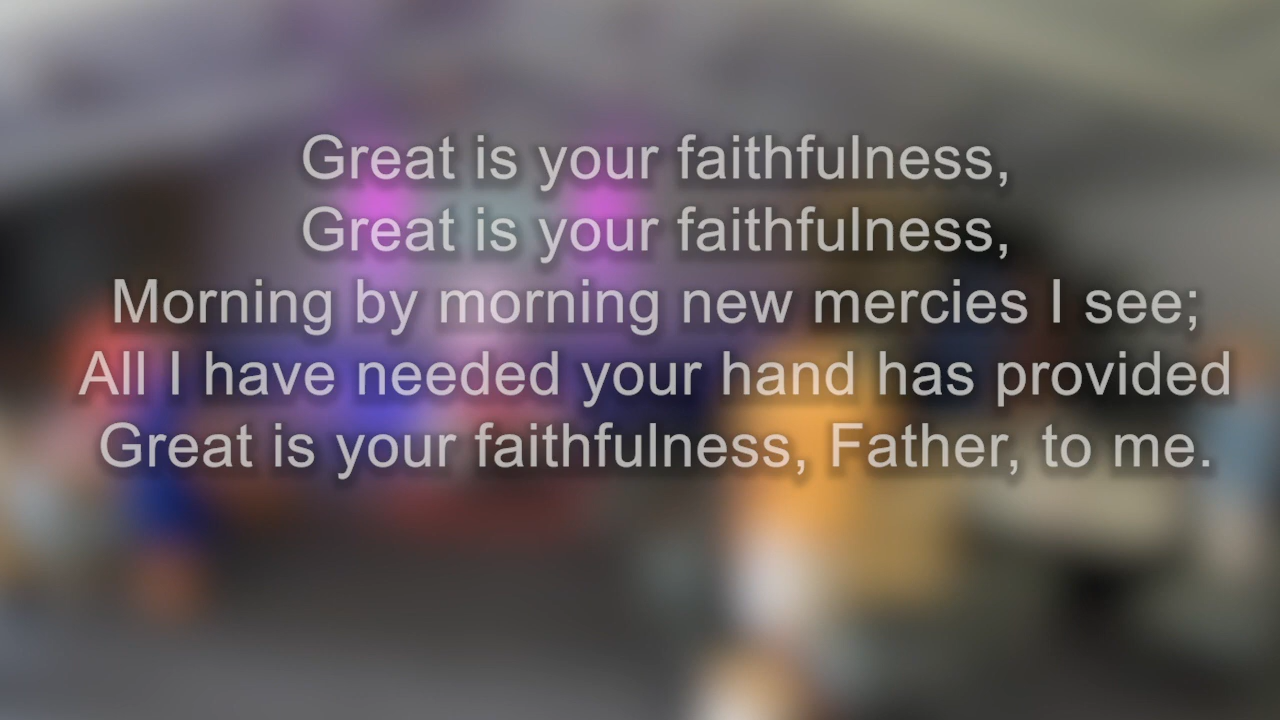 Great is your faithfulness,
Great is your faithfulness,
Morning by morning new mercies I see;
All I have needed your hand has provided
Great is your faithfulness, Father, to me.